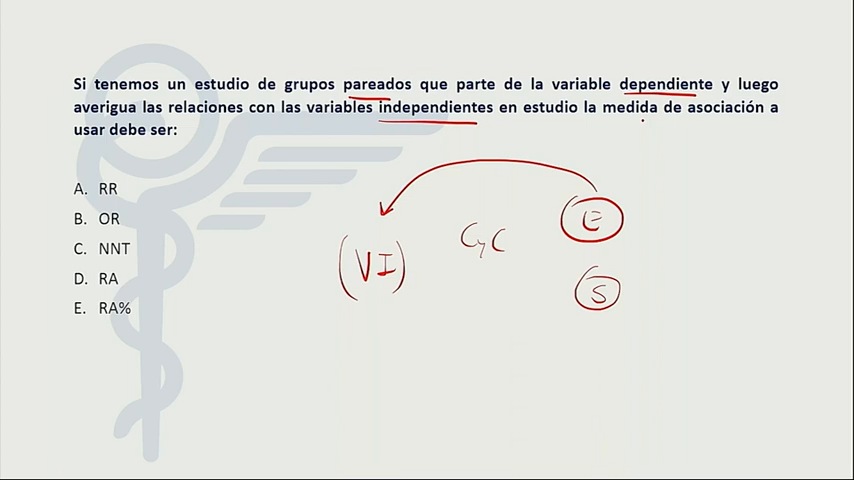 Si tenemos un estudio de grupos pareados que parte de la variable dependiente y luego
averigua las relaciones con las variables independientes en estudio la medida de asociación a
usar debe ser:
A. RR
B. OR
C. NNT
D. RA
E. RA%
(VI)
C y C
E
S